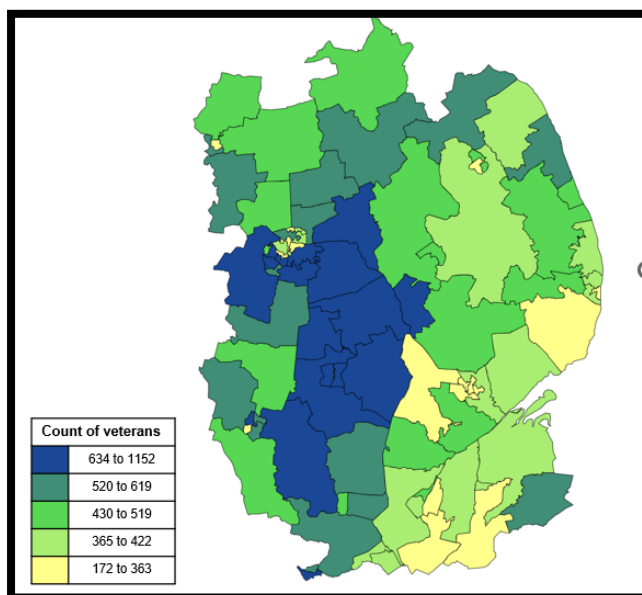 Count of veterans
634 to 1152
520 to 619
430 to 519
365 to 422
172 to 363